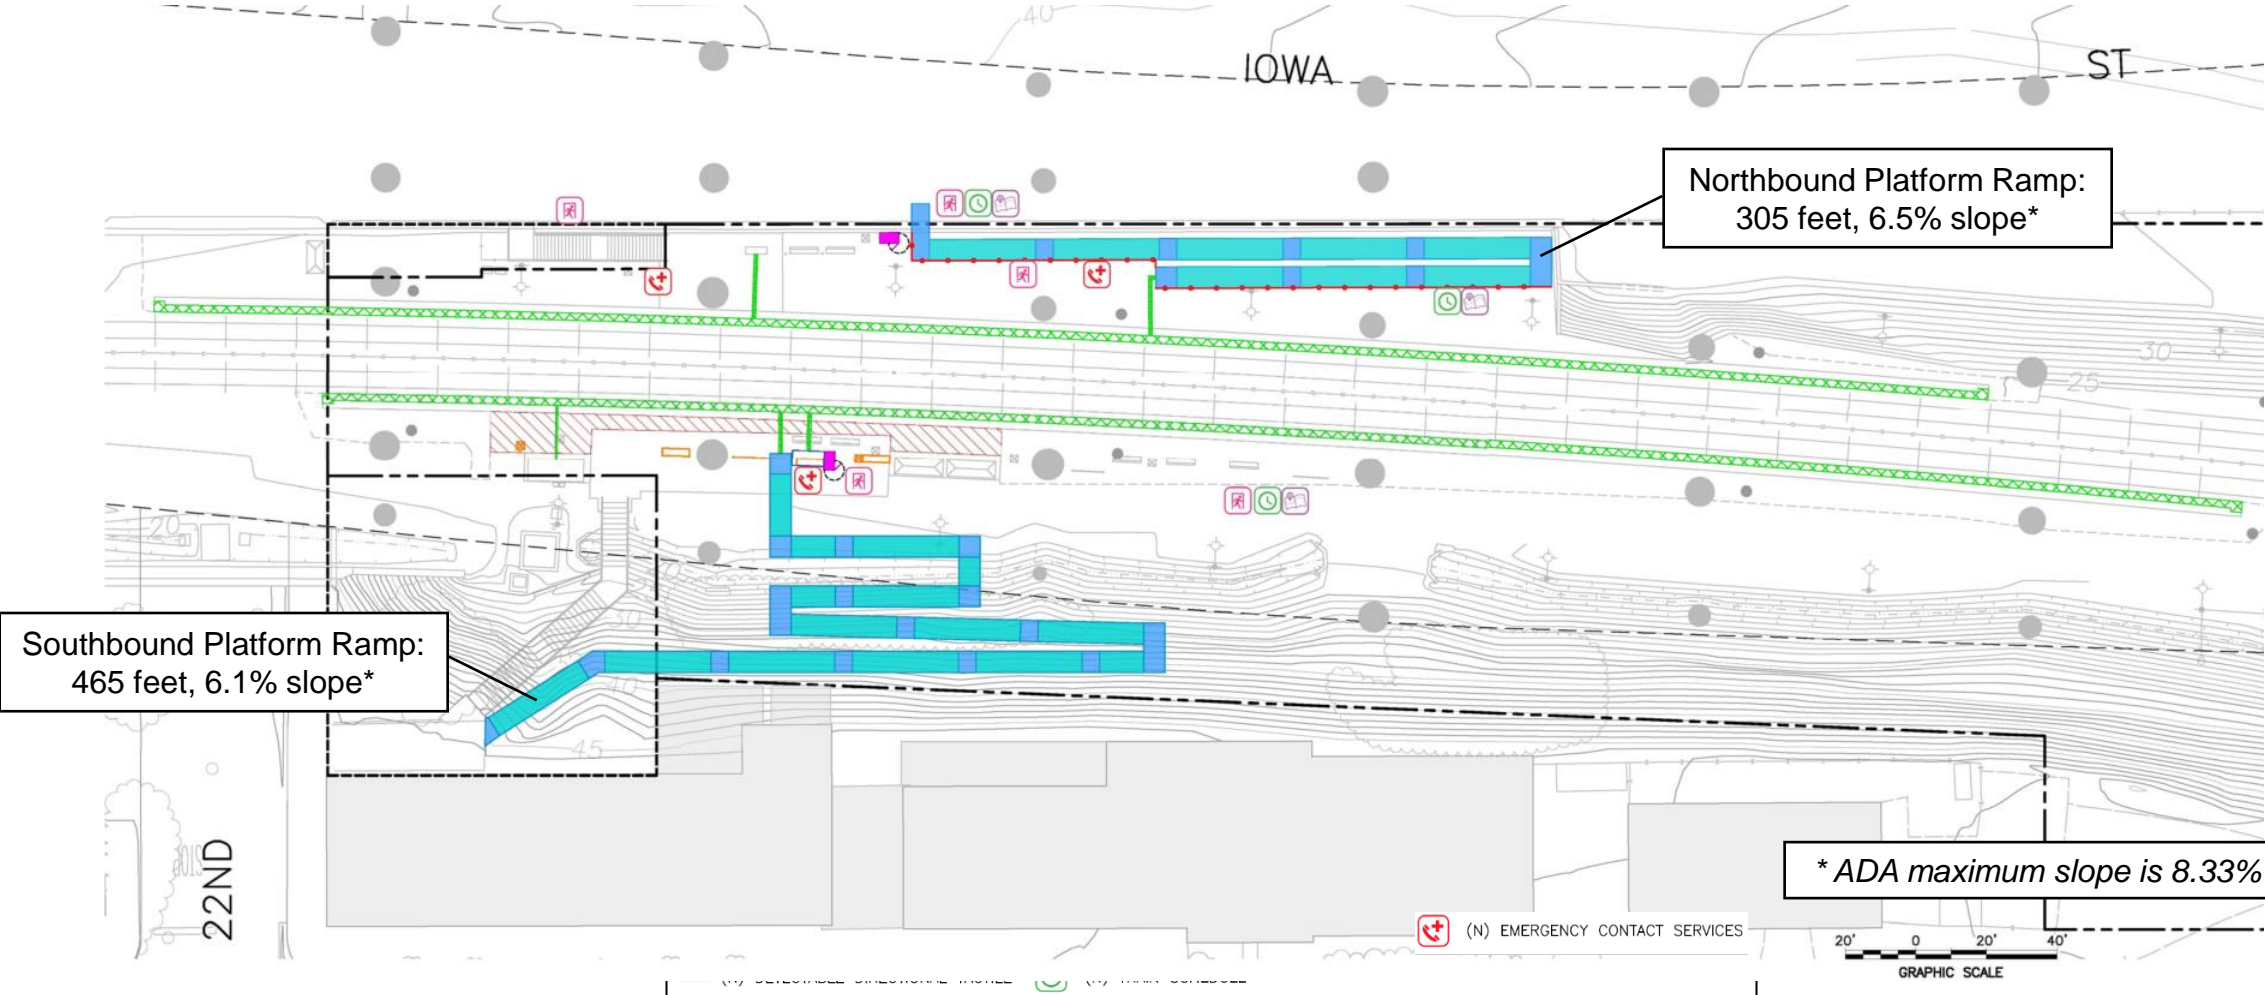 40
IOWA ST
Northbound Platform Ramp:
305 feet, 6.5% slope*
30
25
20
30
Southbound Platform Ramp:
465 feet, 6.1% slope*
40
45
22ND
* ADA maximum slope is 8.33%
(N) EMERGENCY CONTACT SERVICES
20' 0 20' 40'
GRAPHIC SCALE